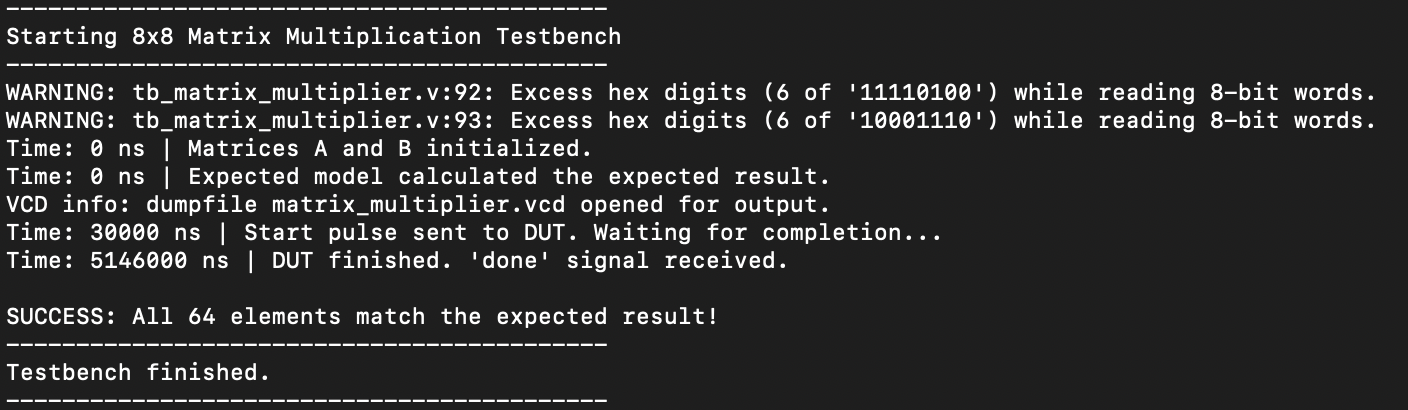 -------------------------------------------
Starting 8x8 Matrix Multiplication Testbench
-------------------------------------------
WARNING: tb_matrix_multiplier.v:92: Excess hex digits (6 of '11110100') while reading 8-bit words.
WARNING: tb_matrix_multiplier.v:93: Excess hex digits (6 of '10001110') while reading 8-bit words.
Time: 0 ns | Matrices A and B initialized.
Time: 0 ns | Expected model calculated the expected result.
VCD info: dumpfile matrix_multiplier.vcd opened for output.
Time: 30000 ns | Start pulse sent to DUT. Waiting for completion...
Time: 5146000 ns | DUT finished. 'done' signal received.

SUCCESS: All 64 elements match the expected result!
-------------------------------------------
Testbench finished.
-------------------------------------------